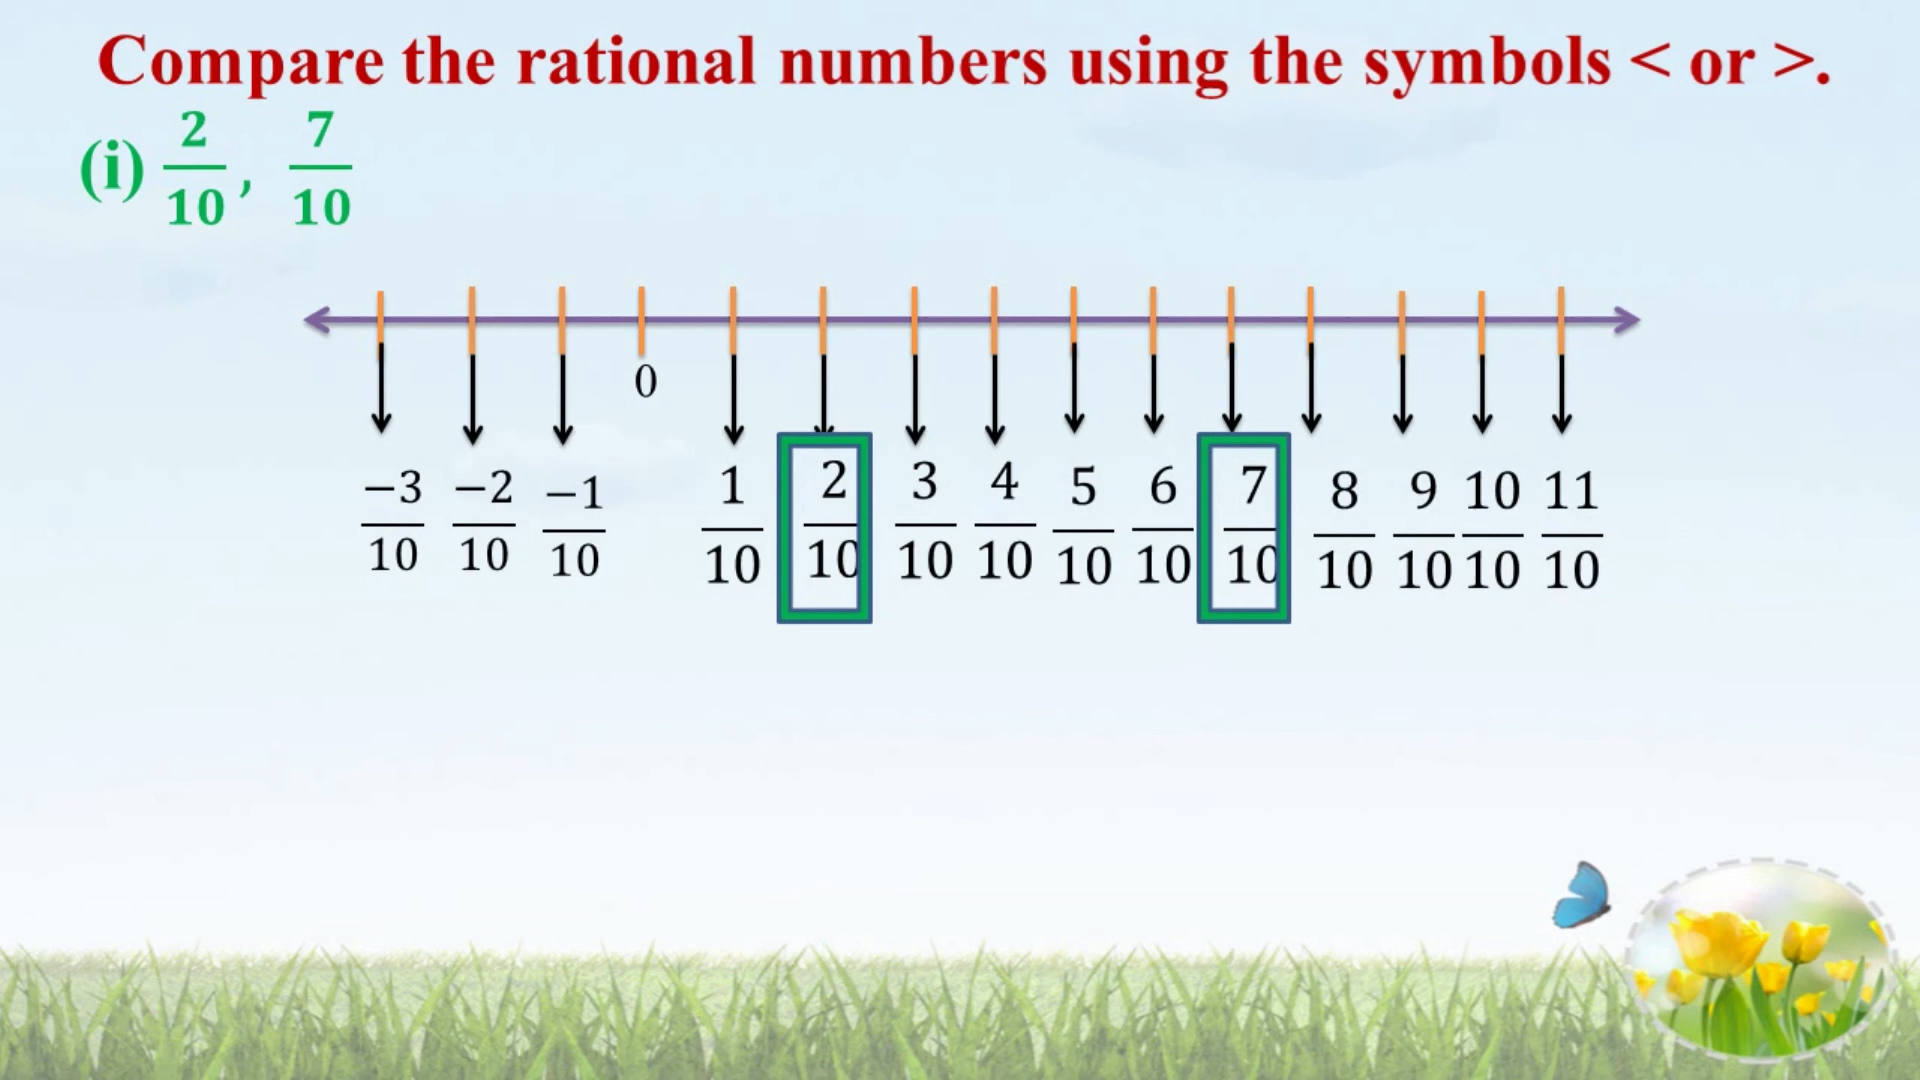 Compare the rational numbers using the symbols < or >.
(i) 2/10, 7/10
0
-3/10 -2/10 -1/10 1/10 2/10 3/10 4/10 5/10 6/10 7/10 8/10 9/10 10/10 11/10